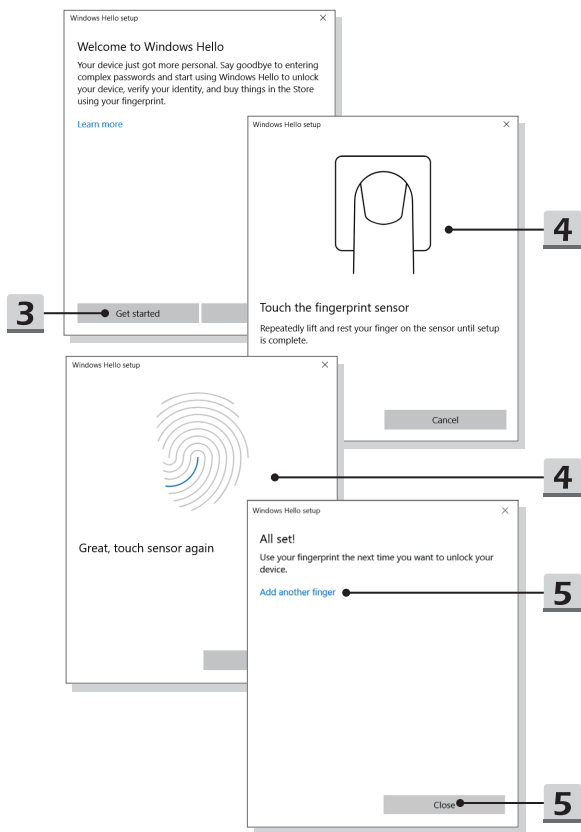 Windows Hello setup
Welcome to Windows Hello
Your device just got more personal. Say goodbye to entering
complex passwords and start using Windows Hello to unlock
your device, verify your identity, and buy things in the Store
using your fingerprint.
Learn more
3
Get started
Windows Hello setup
4
Touch the fingerprint sensor
Repeatedly lift and rest your finger on the sensor until setup
is complete.
Cancel
Windows Hello setup
4
Great, touch sensor again
Windows Hello setup
All set!
Use your fingerprint the next time you want to unlock your
device.
Add another finger
5
Close
5